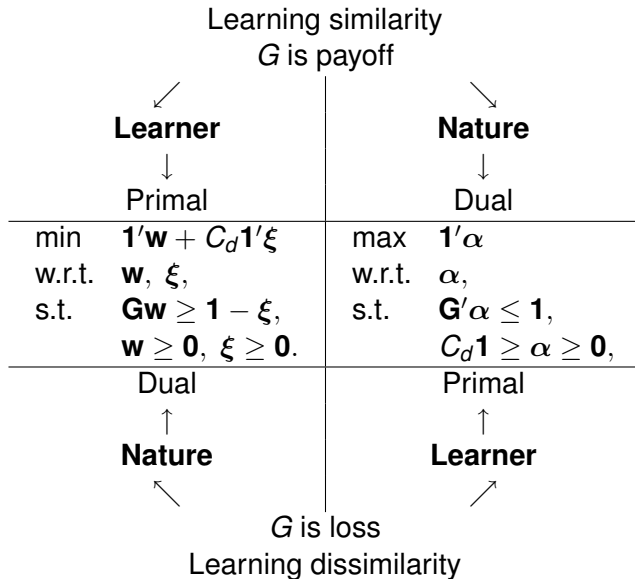 Learning similarity
G is payoff
↙ ↘
Learner Nature
↓ ↓
Primal Dual
min 1′w + C_d1′ξ max 1′α
w.r.t. w, ξ, w.r.t. α,
s.t. Gw ≥ 1 − ξ, s.t. G′α ≤ 1,
w ≥ 0, ξ ≥ 0. C_d1 ≥ α ≥ 0,
Dual Primal
↑ ↑
Nature Learner
↖ ↗
G is loss
Learning dissimilarity